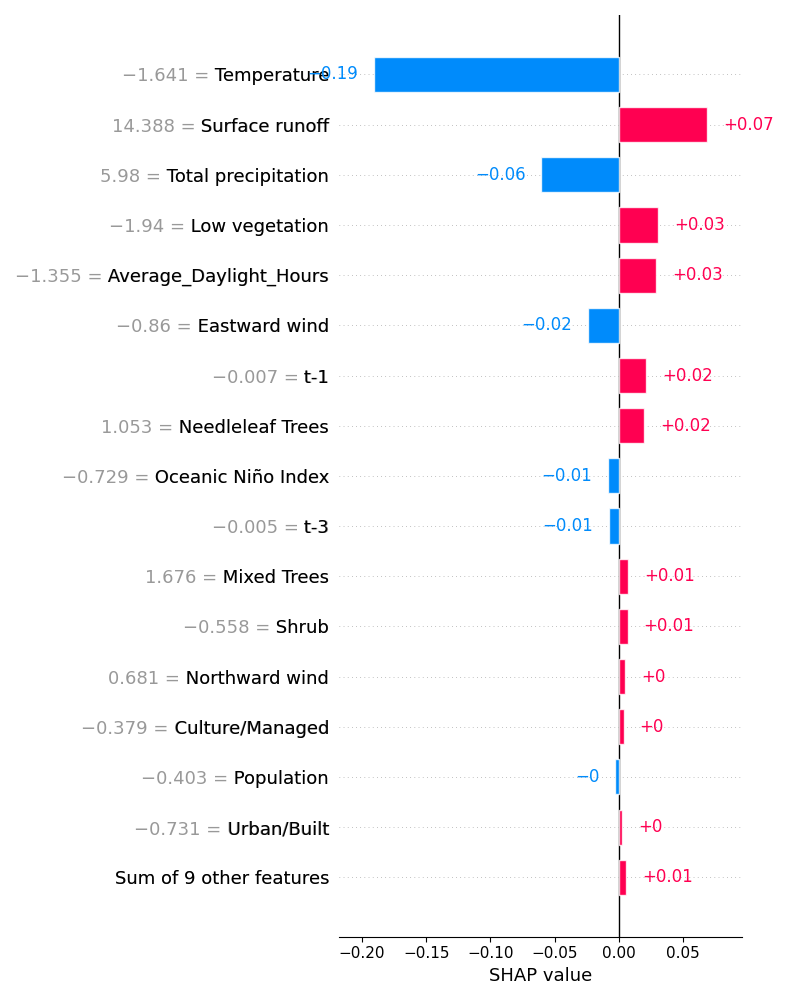 −1.641 = Temperature −0.19
14.388 = Surface runoff +0.07
5.98 = Total precipitation −0.06
−1.94 = Low vegetation +0.03
−1.355 = Average_Daylight_Hours +0.03
−0.86 = Eastward wind −0.02
−0.007 = t-1 +0.02
1.053 = Needleleaf Trees +0.02
−0.729 = Oceanic Niño Index −0.01
−0.005 = t-3 −0.01
1.676 = Mixed Trees +0.01
−0.558 = Shrub +0.01
0.681 = Northward wind +0
−0.379 = Culture/Managed +0
−0.403 = Population −0
−0.731 = Urban/Built +0
Sum of 9 other features +0.01
−0.20 −0.15 −0.10 −0.05 0.00 0.05
SHAP value